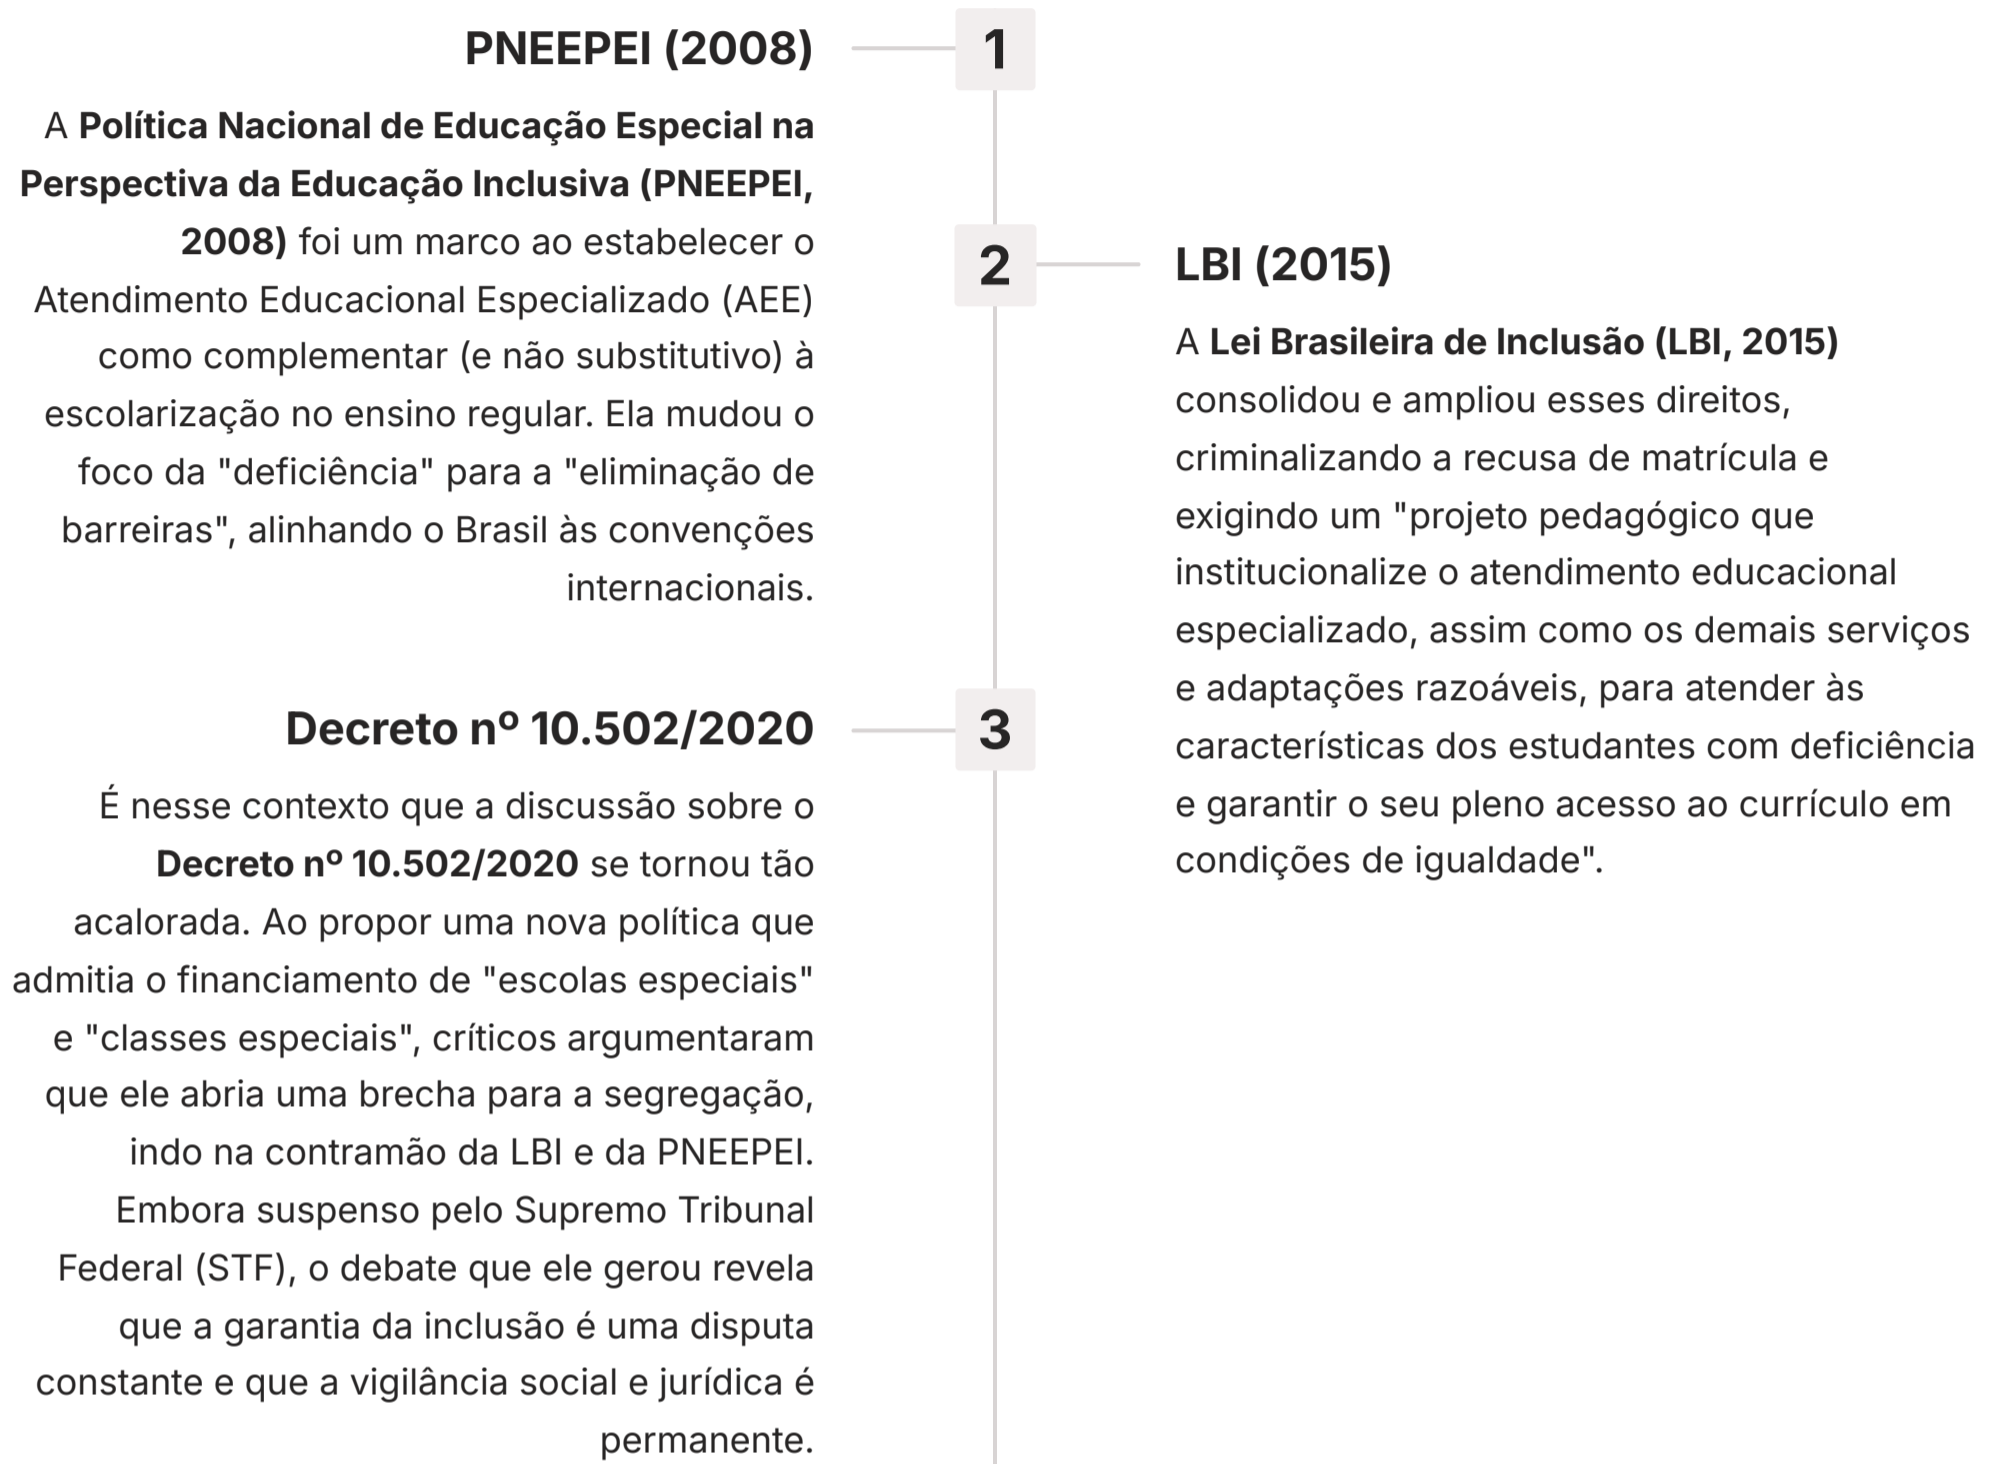 PNEEPEI (2008)
1
A Política Nacional de Educação Especial na
Perspectiva da Educação Inclusiva (PNEEPEI,
2008) foi um marco ao estabelecer o
Atendimento Educacional Especializado (AEE)
como complementar (e não substitutivo) à
escolarização no ensino regular. Ela mudou o
foco da "deficiência" para a "eliminação de
barreiras", alinhando o Brasil às convenções
internacionais.
2
LBI (2015)
A Lei Brasileira de Inclusão (LBI, 2015)
consolidou e ampliou esses direitos,
criminalizando a recusa de matrícula e
exigindo um "projeto pedagógico que
institucionalize o atendimento educacional
especializado, assim como os demais serviços
e adaptações razoáveis, para atender às
características dos estudantes com deficiência
e garantir o seu pleno acesso ao currículo em
condições de igualdade".
Decreto nº 10.502/2020
3
É nesse contexto que a discussão sobre o
Decreto nº 10.502/2020 se tornou tão
acalorada. Ao propor uma nova política que
admitia o financiamento de "escolas especiais"
e "classes especiais", críticos argumentaram
que ele abria uma brecha para a segregação,
indo na contramão da LBI e da PNEEPEI.
Embora suspenso pelo Supremo Tribunal
Federal (STF), o debate que ele gerou revela
que a garantia da inclusão é uma disputa
constante e que a vigilância social e jurídica é
permanente.